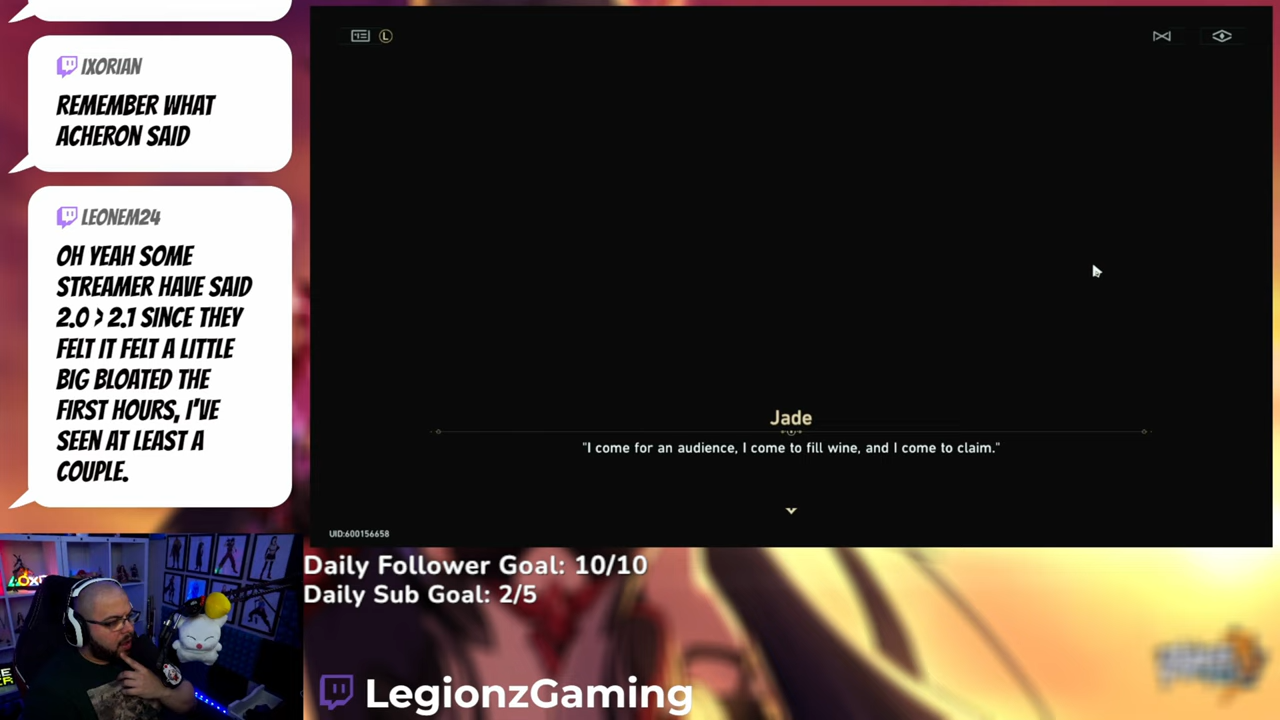 IXORIAN
REMEMBER WHAT
ACHERON SAID
LEONEM24
OH YEAH SOME
STREAMER HAVE SAID
2.0 > 2.1 SINCE THEY
FELT IT FELT A LITTLE
BIG BLOATED THE
FIRST HOURS, I'VE
SEEN AT LEAST A
COUPLE.
L
Jade
"I come for an audience, I come to fill wine, and I come to claim."
UID:600156658
Daily Follower Goal: 10/10
Daily Sub Goal: 2/5
LegionzGaming